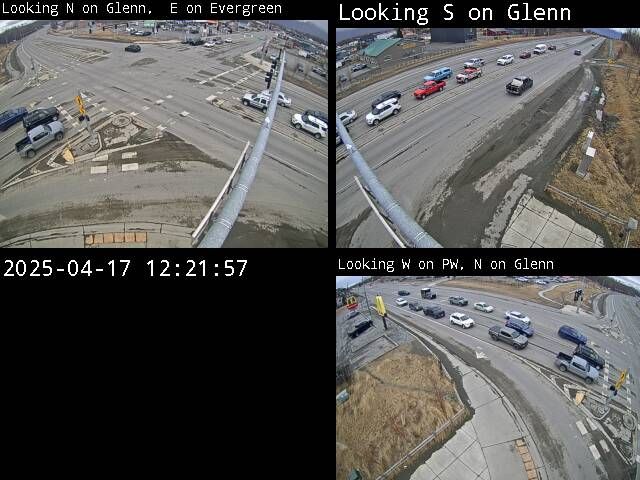 Looking N on Glenn,  E on Evergreen
Looking S on Glenn
2025-04-17 12:21:57
Looking W on PW, N on Glenn